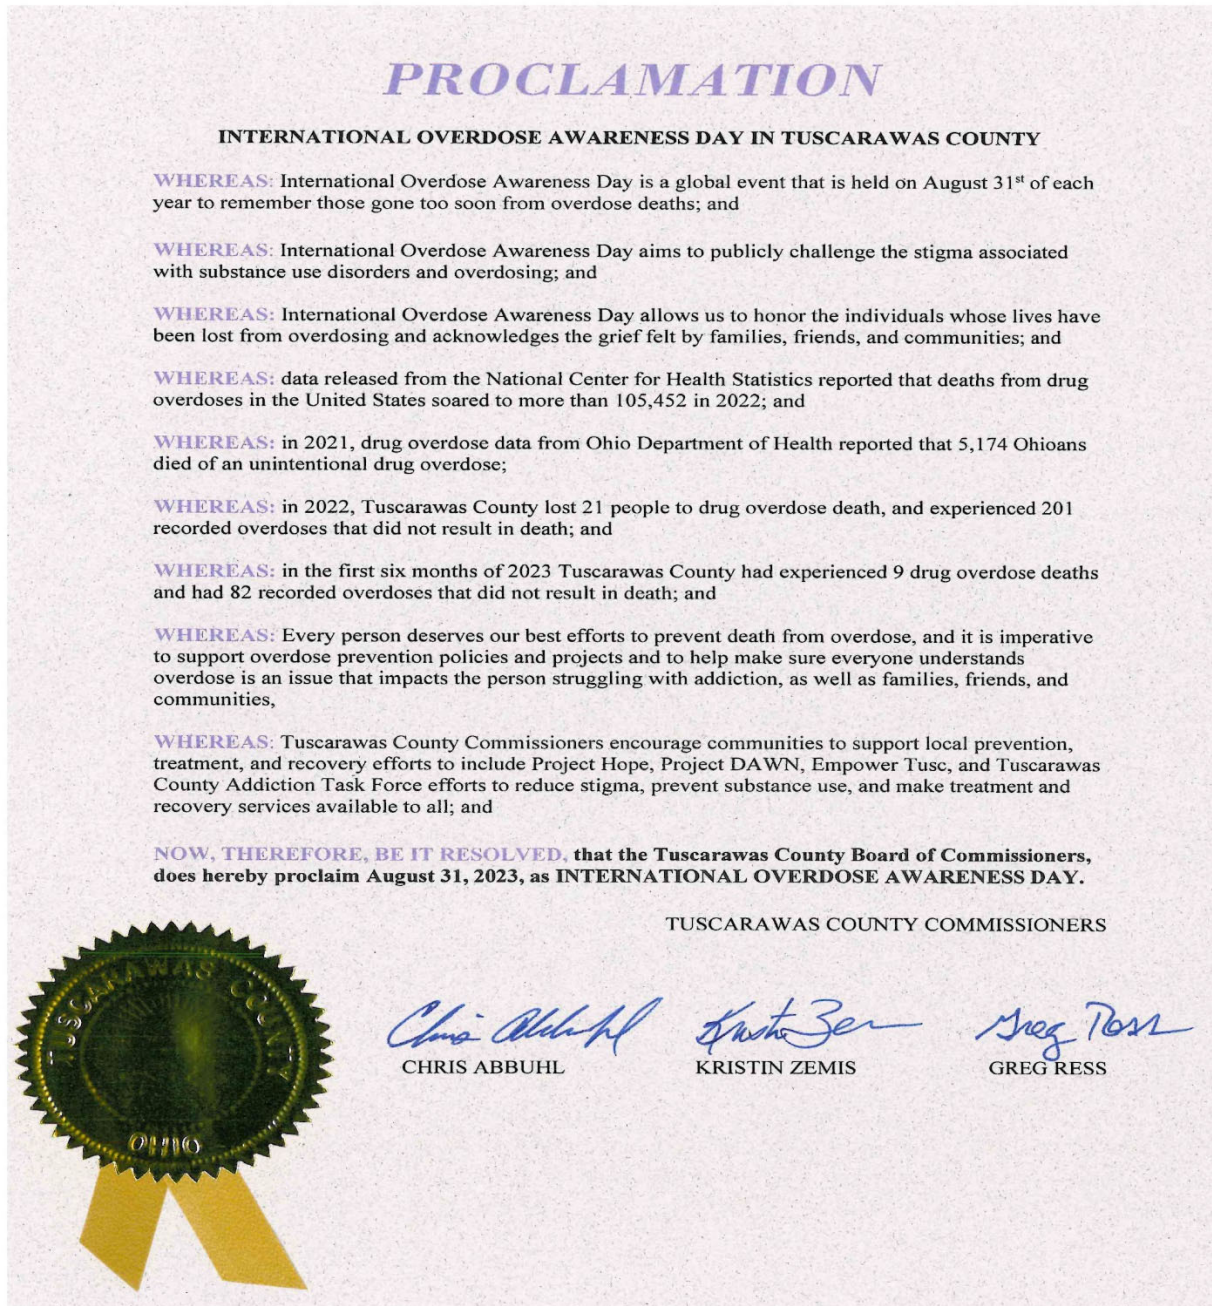 PROCLAMATION
INTERNATIONAL OVERDOSE AWARENESS DAY IN TUSCARAWAS COUNTY
WHEREAS: International Overdose Awareness Day is a global event that is held on August 31st of each
year to remember those gone too soon from overdose deaths; and
WHEREAS: International Overdose Awareness Day aims to publicly challenge the stigma associated
with substance use disorders and overdosing; and
WHEREAS: International Overdose Awareness Day allows us to honor the individuals whose lives have
been lost from overdosing and acknowledges the grief felt by families, friends, and communities; and
WHEREAS: data released from the National Center for Health Statistics reported that deaths from drug
overdoses in the United States soared to more than 105,452 in 2022; and
WHEREAS: in 2021, drug overdose data from Ohio Department of Health reported that 5,174 Ohioans
died of an unintentional drug overdose;
WHEREAS: in 2022, Tuscarawas County lost 21 people to drug overdose death, and experienced 201
recorded overdoses that did not result in death; and
WHEREAS: in the first six months of 2023 Tuscarawas County had experienced 9 drug overdose deaths
and had 82 recorded overdoses that did not result in death; and
WHEREAS: Every person deserves our best efforts to prevent death from overdose, and it is imperative
to support overdose prevention policies and projects and to help make sure everyone understands
overdose is an issue that impacts the person struggling with addiction, as well as families, friends, and
communities,
WHEREAS: Tuscarawas County Commissioners encourage communities to support local prevention,
treatment, and recovery efforts to include Project Hope, Project DAWN, Empower Tusc, and Tuscarawas
County Addiction Task Force efforts to reduce stigma, prevent substance use, and make treatment and
recovery services available to all; and
NOW, THEREFORE, BE IT RESOLVED, that the Tuscarawas County Board of Commissioners,
does hereby proclaim August 31, 2023, as INTERNATIONAL OVERDOSE AWARENESS DAY.
TUSCARAWAS COUNTY COMMISSIONERS
TUSCARAWAS COUNTY
OHIO
Chris Abbuhl Kristin Zemis Greg Ress
CHRIS ABBUHL KRISTIN ZEMIS GREG RESS